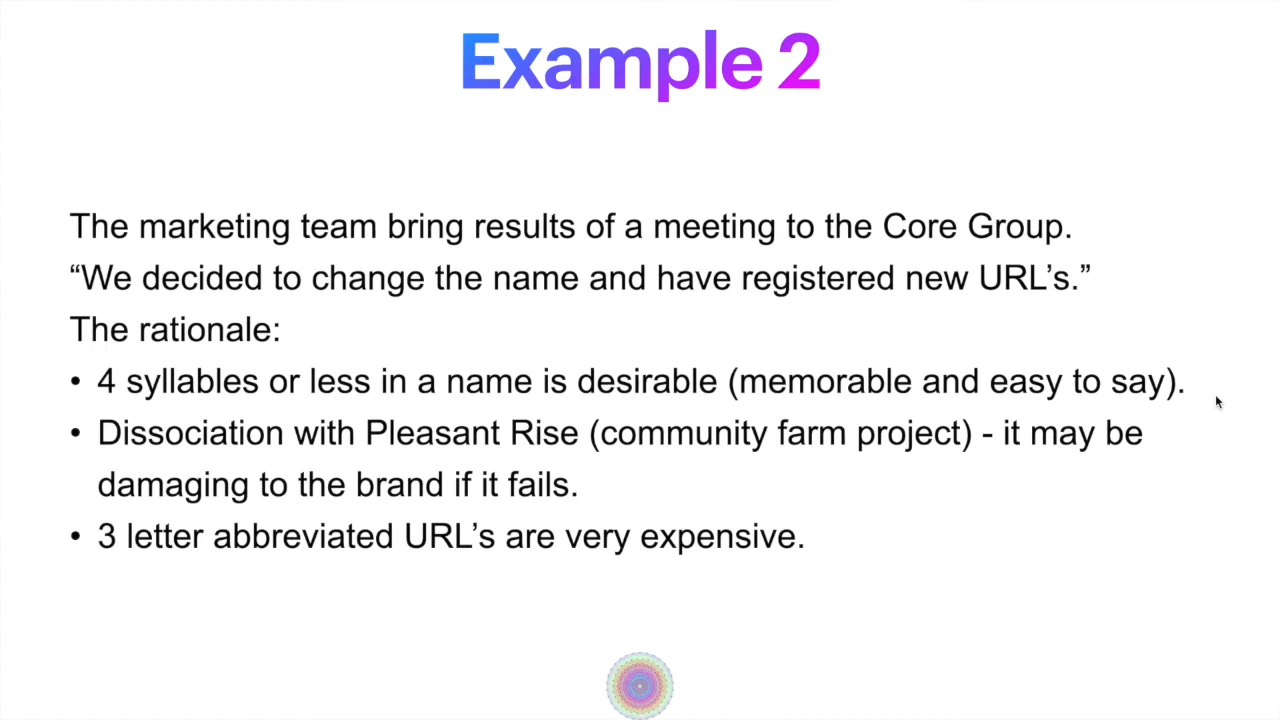 Example 2
The marketing team bring results of a meeting to the Core Group.
“We decided to change the name and have registered new URL’s.”
The rationale:
• 4 syllables or less in a name is desirable (memorable and easy to say).
• Dissociation with Pleasant Rise (community farm project) - it may be
damaging to the brand if it fails.
• 3 letter abbreviated URL’s are very expensive.